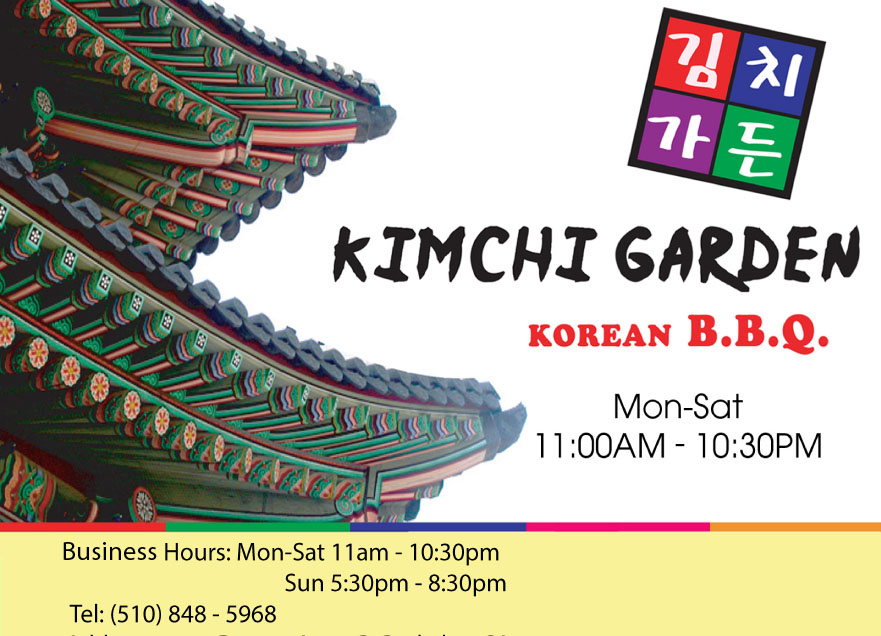 김치
가든
KIMCHI GARDEN
KOREAN B.B.Q.
Mon-Sat
11:00AM - 10:30PM
Business Hours: Mon-Sat 11am - 10:30pm
Sun 5:30pm - 8:30pm
Tel: (510) 848 - 5968